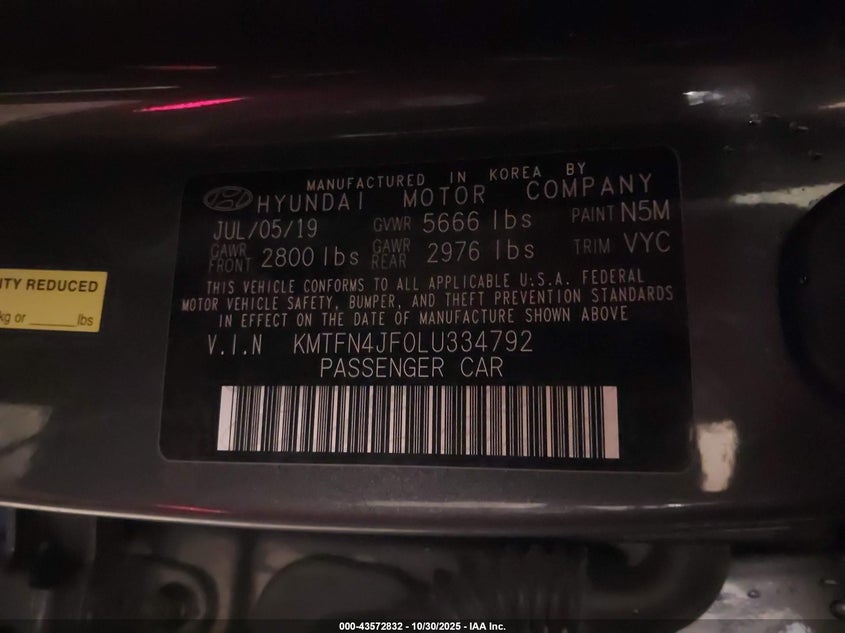 MANUFACTURED IN KOREA BY
HYUNDAI MOTOR COMPANY
JUL/05/19 GVWR 5666 lbs PAINT N5M
GAWR FRONT 2800 lbs GAWR REAR 2976 lbs TRIM VYC
THIS VEHICLE CONFORMS TO ALL APPLICABLE U.S.A. FEDERAL
MOTOR VEHICLE SAFETY, BUMPER, AND THEFT PREVENTION STANDARDS
IN EFFECT ON THE DATE OF MANUFACTURE SHOWN ABOVE
V.I.N KMTFN4JF0LU334792
PASSENGER CAR
ITY REDUCED
kg or ______ lbs
000-43572832 - 10/30/2025 - IAA Inc.